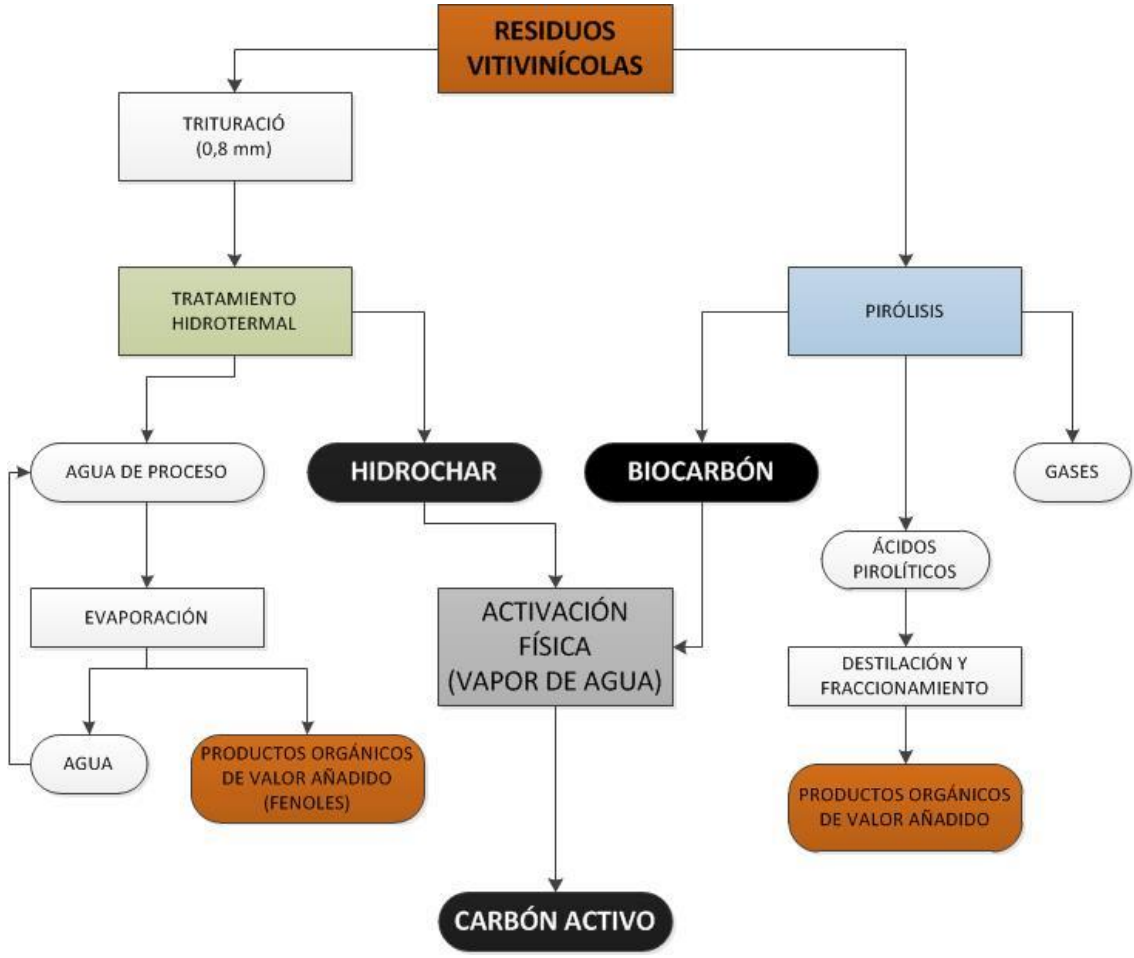 RESIDUOS
VITIVINÍCOLAS
TRITURACIÓ
(0,8 mm)
TRATAMIENTO
HIDROTERMAL
PIRÓLISIS
AGUA DE PROCESO
HIDROCHAR
BIOCARBÓN
GASES
ÁCIDOS
PIROLÍTICOS
EVAPORACIÓN
ACTIVACIÓN
FÍSICA
(VAPOR DE AGUA)
DESTILACIÓN Y
FRACCIONAMIENTO
AGUA
PRODUCTOS ORGÁNICOS
DE VALOR AÑADIDO
(FENOLES)
PRODUCTOS ORGÁNICOS
DE VALOR AÑADIDO
CARBÓN ACTIVO